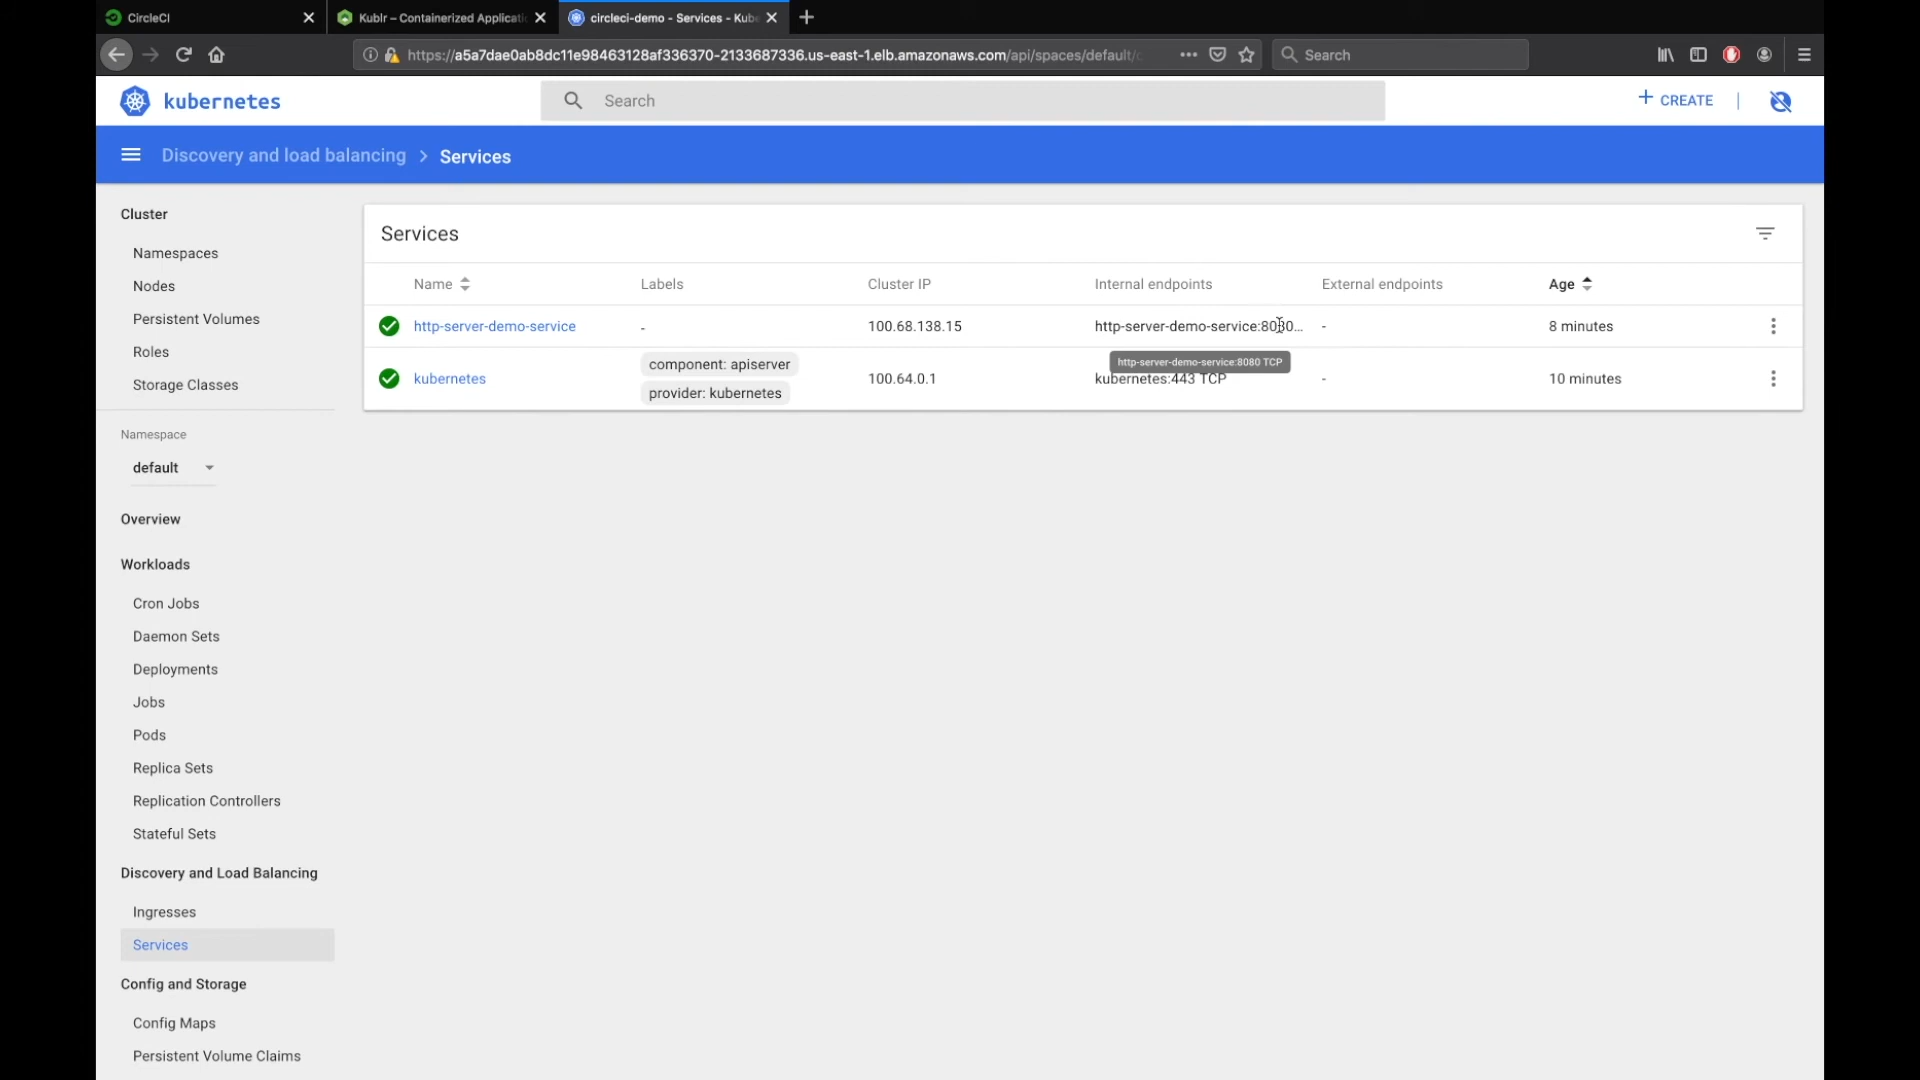 CircleCI
Kublr – Containerized Applicati
circleci-demo - Services - Kub
https://a5a7dae0ab8dc11e98463128af336370-2133687336.us-east-1.elb.amazonaws.com/api/spaces/default/
Search
kubernetes
Search
CREATE
Discovery and load balancing > Services
Cluster
Namespaces
Nodes
Persistent Volumes
Roles
Storage Classes
Namespace
default
Overview
Workloads
Cron Jobs
Daemon Sets
Deployments
Jobs
Pods
Replica Sets
Replication Controllers
Stateful Sets
Discovery and Load Balancing
Ingresses
Services
Config and Storage
Config Maps
Persistent Volume Claims
Services
Name Labels Cluster IP Internal endpoints External endpoints Age
http-server-demo-service - 100.68.138.15 http-server-demo-service:8080... - 8 minutes
http-server-demo-service:8080 TCP
component: apiserver
kubernetes 100.64.0.1 kubernetes:443 TCP - 10 minutes
provider: kubernetes